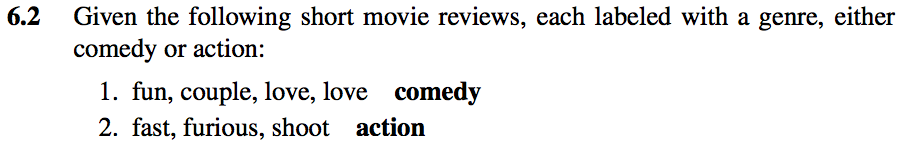 6.2 Given the following short movie reviews, each labeled with a genre, either
comedy or action:
1. fun, couple, love, love comedy
2. fast, furious, shoot action